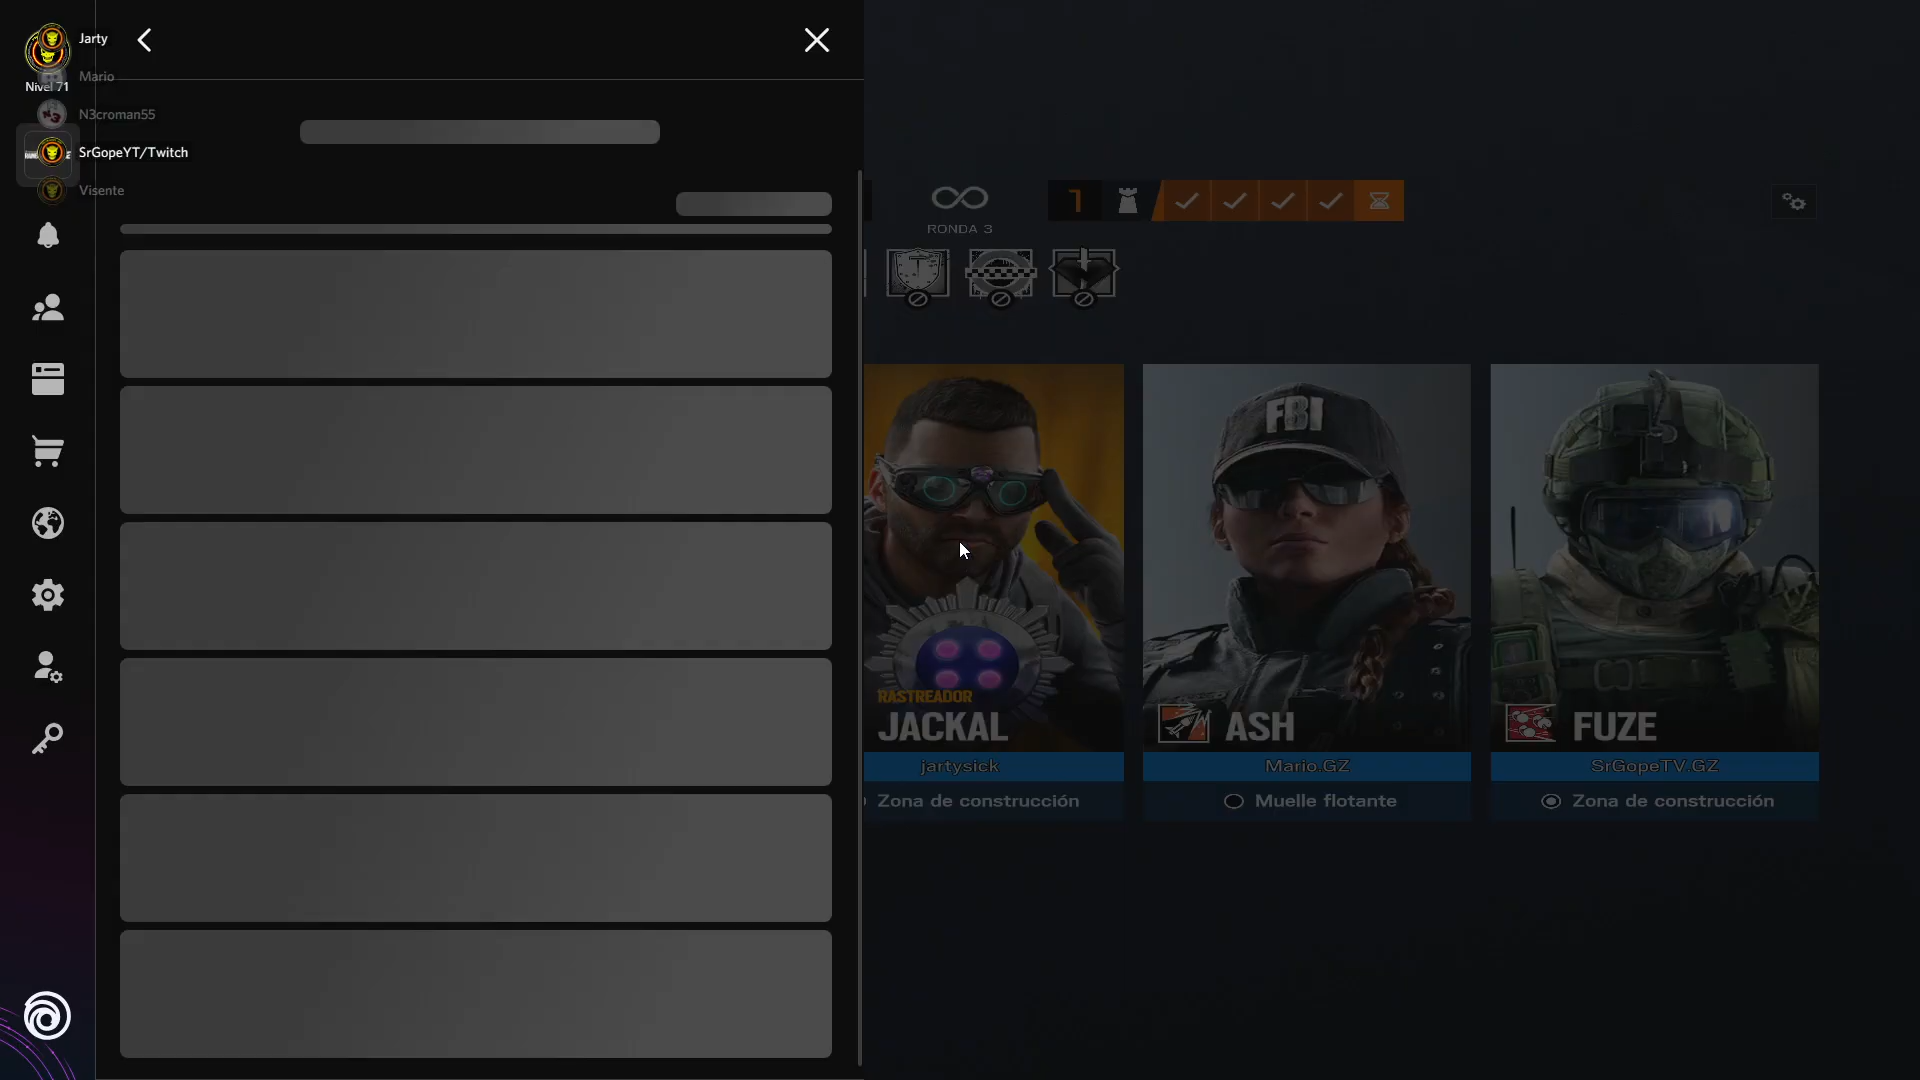 Jarty
Mario
Nivel 71
N3croman55
SrGopeYT/Twitch
Visente
1
RONDA 3
FBI
RASTREADOR
JACKAL
ASH
FUZE
jartysick
Mario.GZ
SrGopeTV.GZ
Zona de construcción
Muelle flotante
Zona de construcción